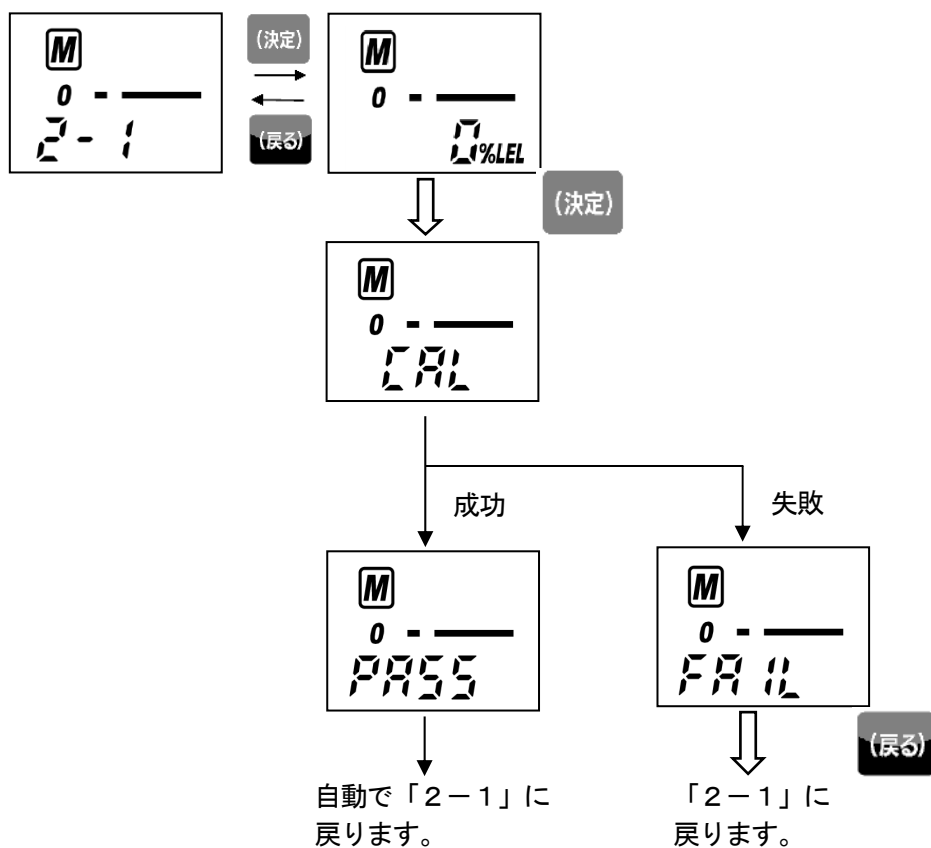 M
0
2-1
(決定)
(戻る)
M
0
0%LEL
(決定)
M
0
CAL
成功
失敗
M
0
PASS
M
0
FAIL
(戻る)
自動で「2−1」に
戻ります。
「2−1」に
戻ります。